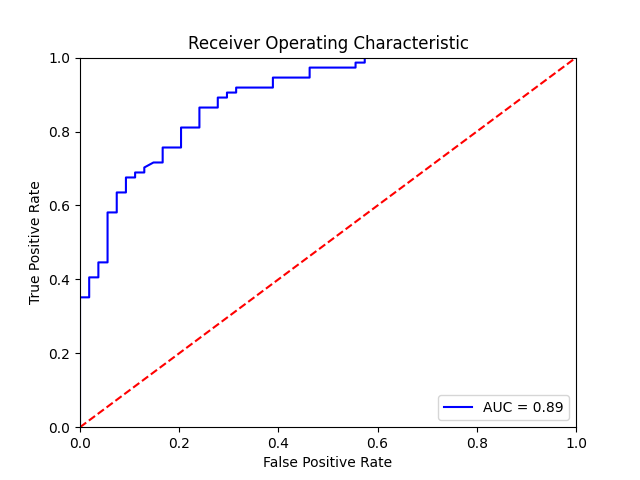 Receiver Operating Characteristic
True Positive Rate
1.0
0.8
0.6
0.4
0.2
0.0
AUC = 0.89
0.0 0.2 0.4 0.6 0.8 1.0
False Positive Rate